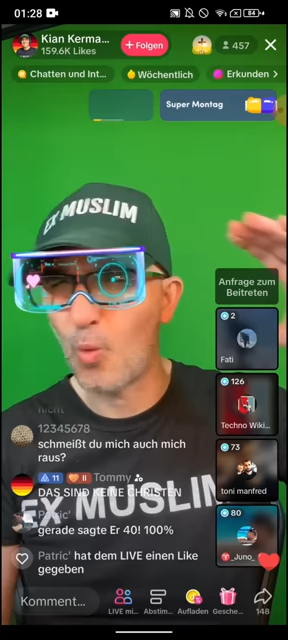 01:28
84
Kian Kerma...
159.6K Likes
+ Folgen
457
Chatten und Int...
Wöchentlich
Erkunden
Super Montag
EX MUSLIM
Anfrage zum
Beitreten
2
Fati
126
Techno Wiki...
73
toni manfred
80
_Juno_
nicht
12345678
schmeißt du mich auch mich
raus?
11
II
Tommy
DAS SIND KEINE CHRISTEN
gerade sagte Er 40! 100%
EX MUSLIM
Patric' hat dem LIVE einen Like
gegeben
Komment...
LIVE mi...
Abstim...
Aufladen
Gesche...
148